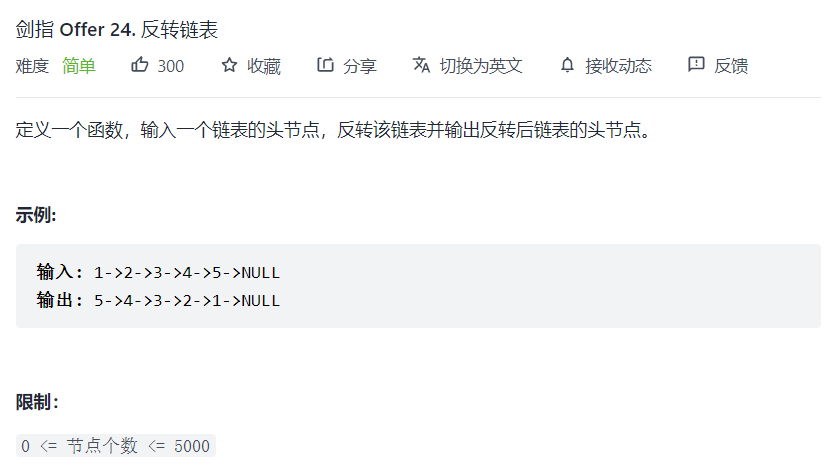 剑指 Offer 24. 反转链表
难度 简单 300 收藏 分享 切换为英文 接收动态 反馈
定义一个函数，输入一个链表的头节点，反转该链表并输出反转后链表的头节点。
示例:
输入: 1->2->3->4->5->NULL
输出: 5->4->3->2->1->NULL
限制：
0 <= 节点个数 <= 5000